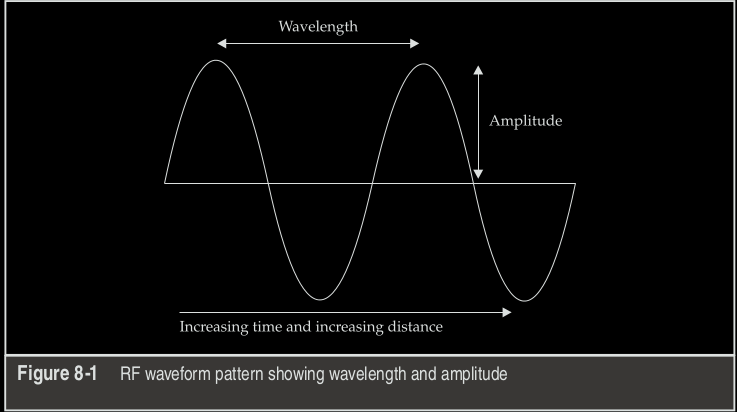 Wavelength
Amplitude
Increasing time and increasing distance
Figure 8-1 RF waveform pattern showing wavelength and amplitude